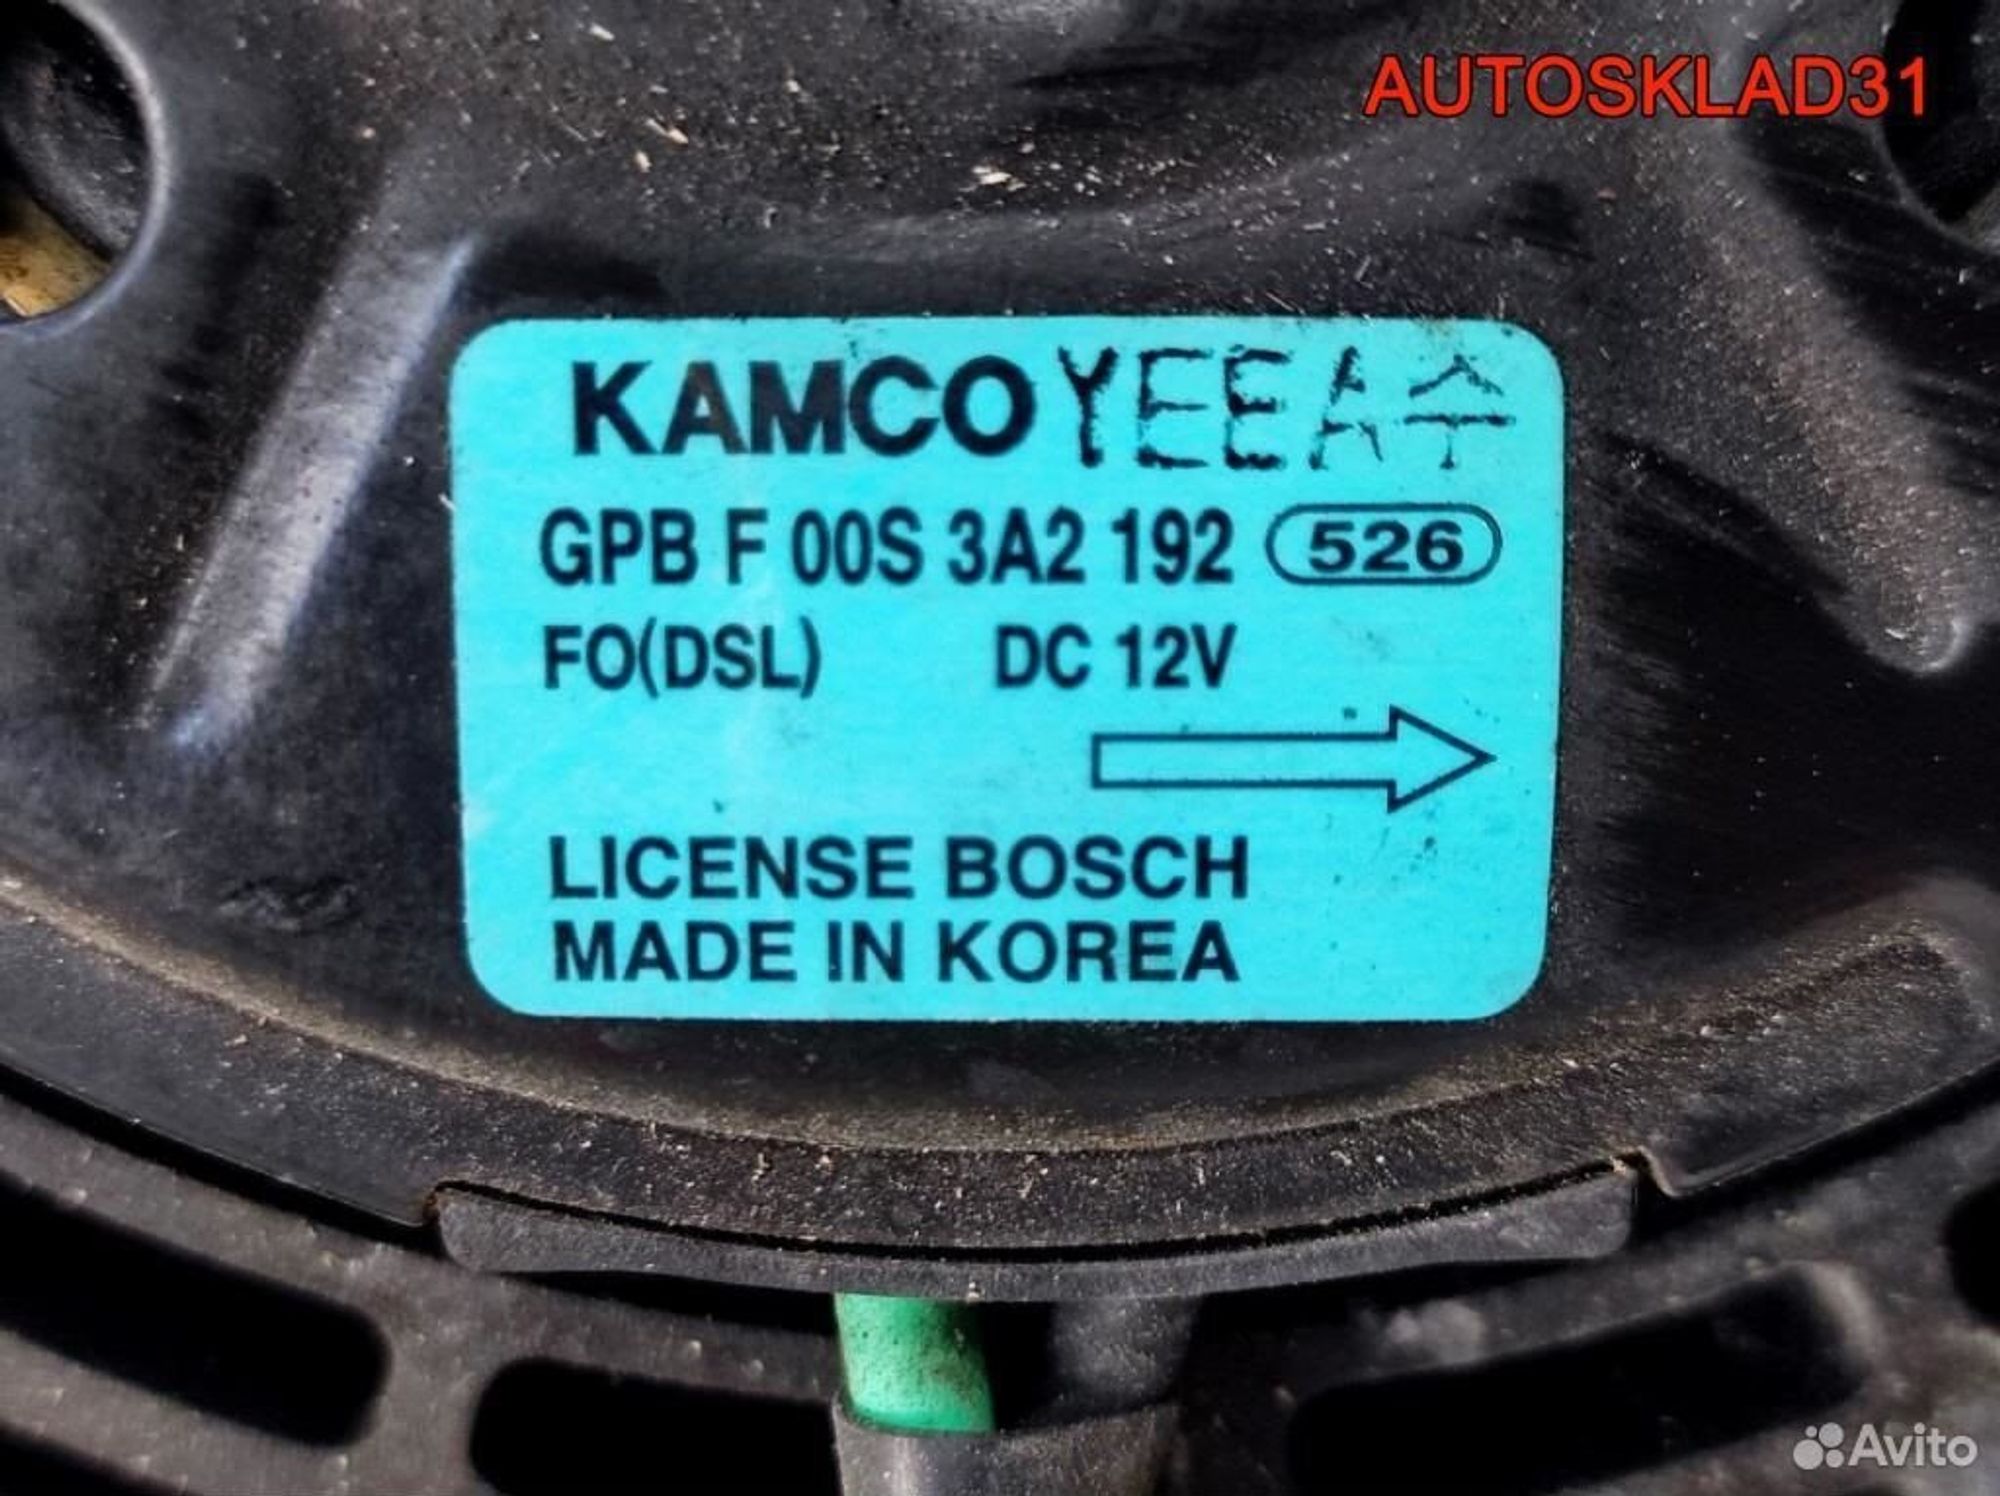 AUTOSKLAD31
KAMCO YEEA수
GPB F 00S 3A2 192 526
FO(DSL) DC 12V
LICENSE BOSCH
MADE IN KOREA
Avito